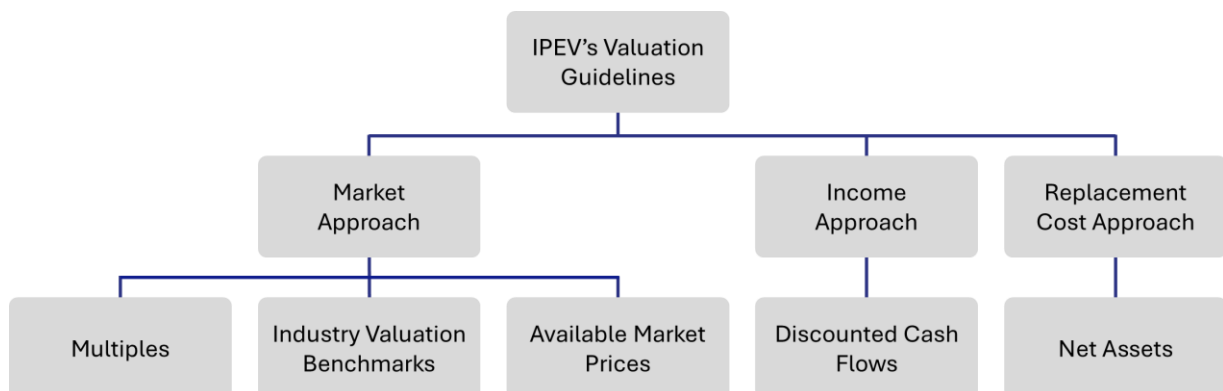 IPEV’s Valuation
Guidelines
Market
Approach
Income
Approach
Replacement
Cost Approach
Multiples
Industry Valuation
Benchmarks
Available Market
Prices
Discounted Cash
Flows
Net Assets